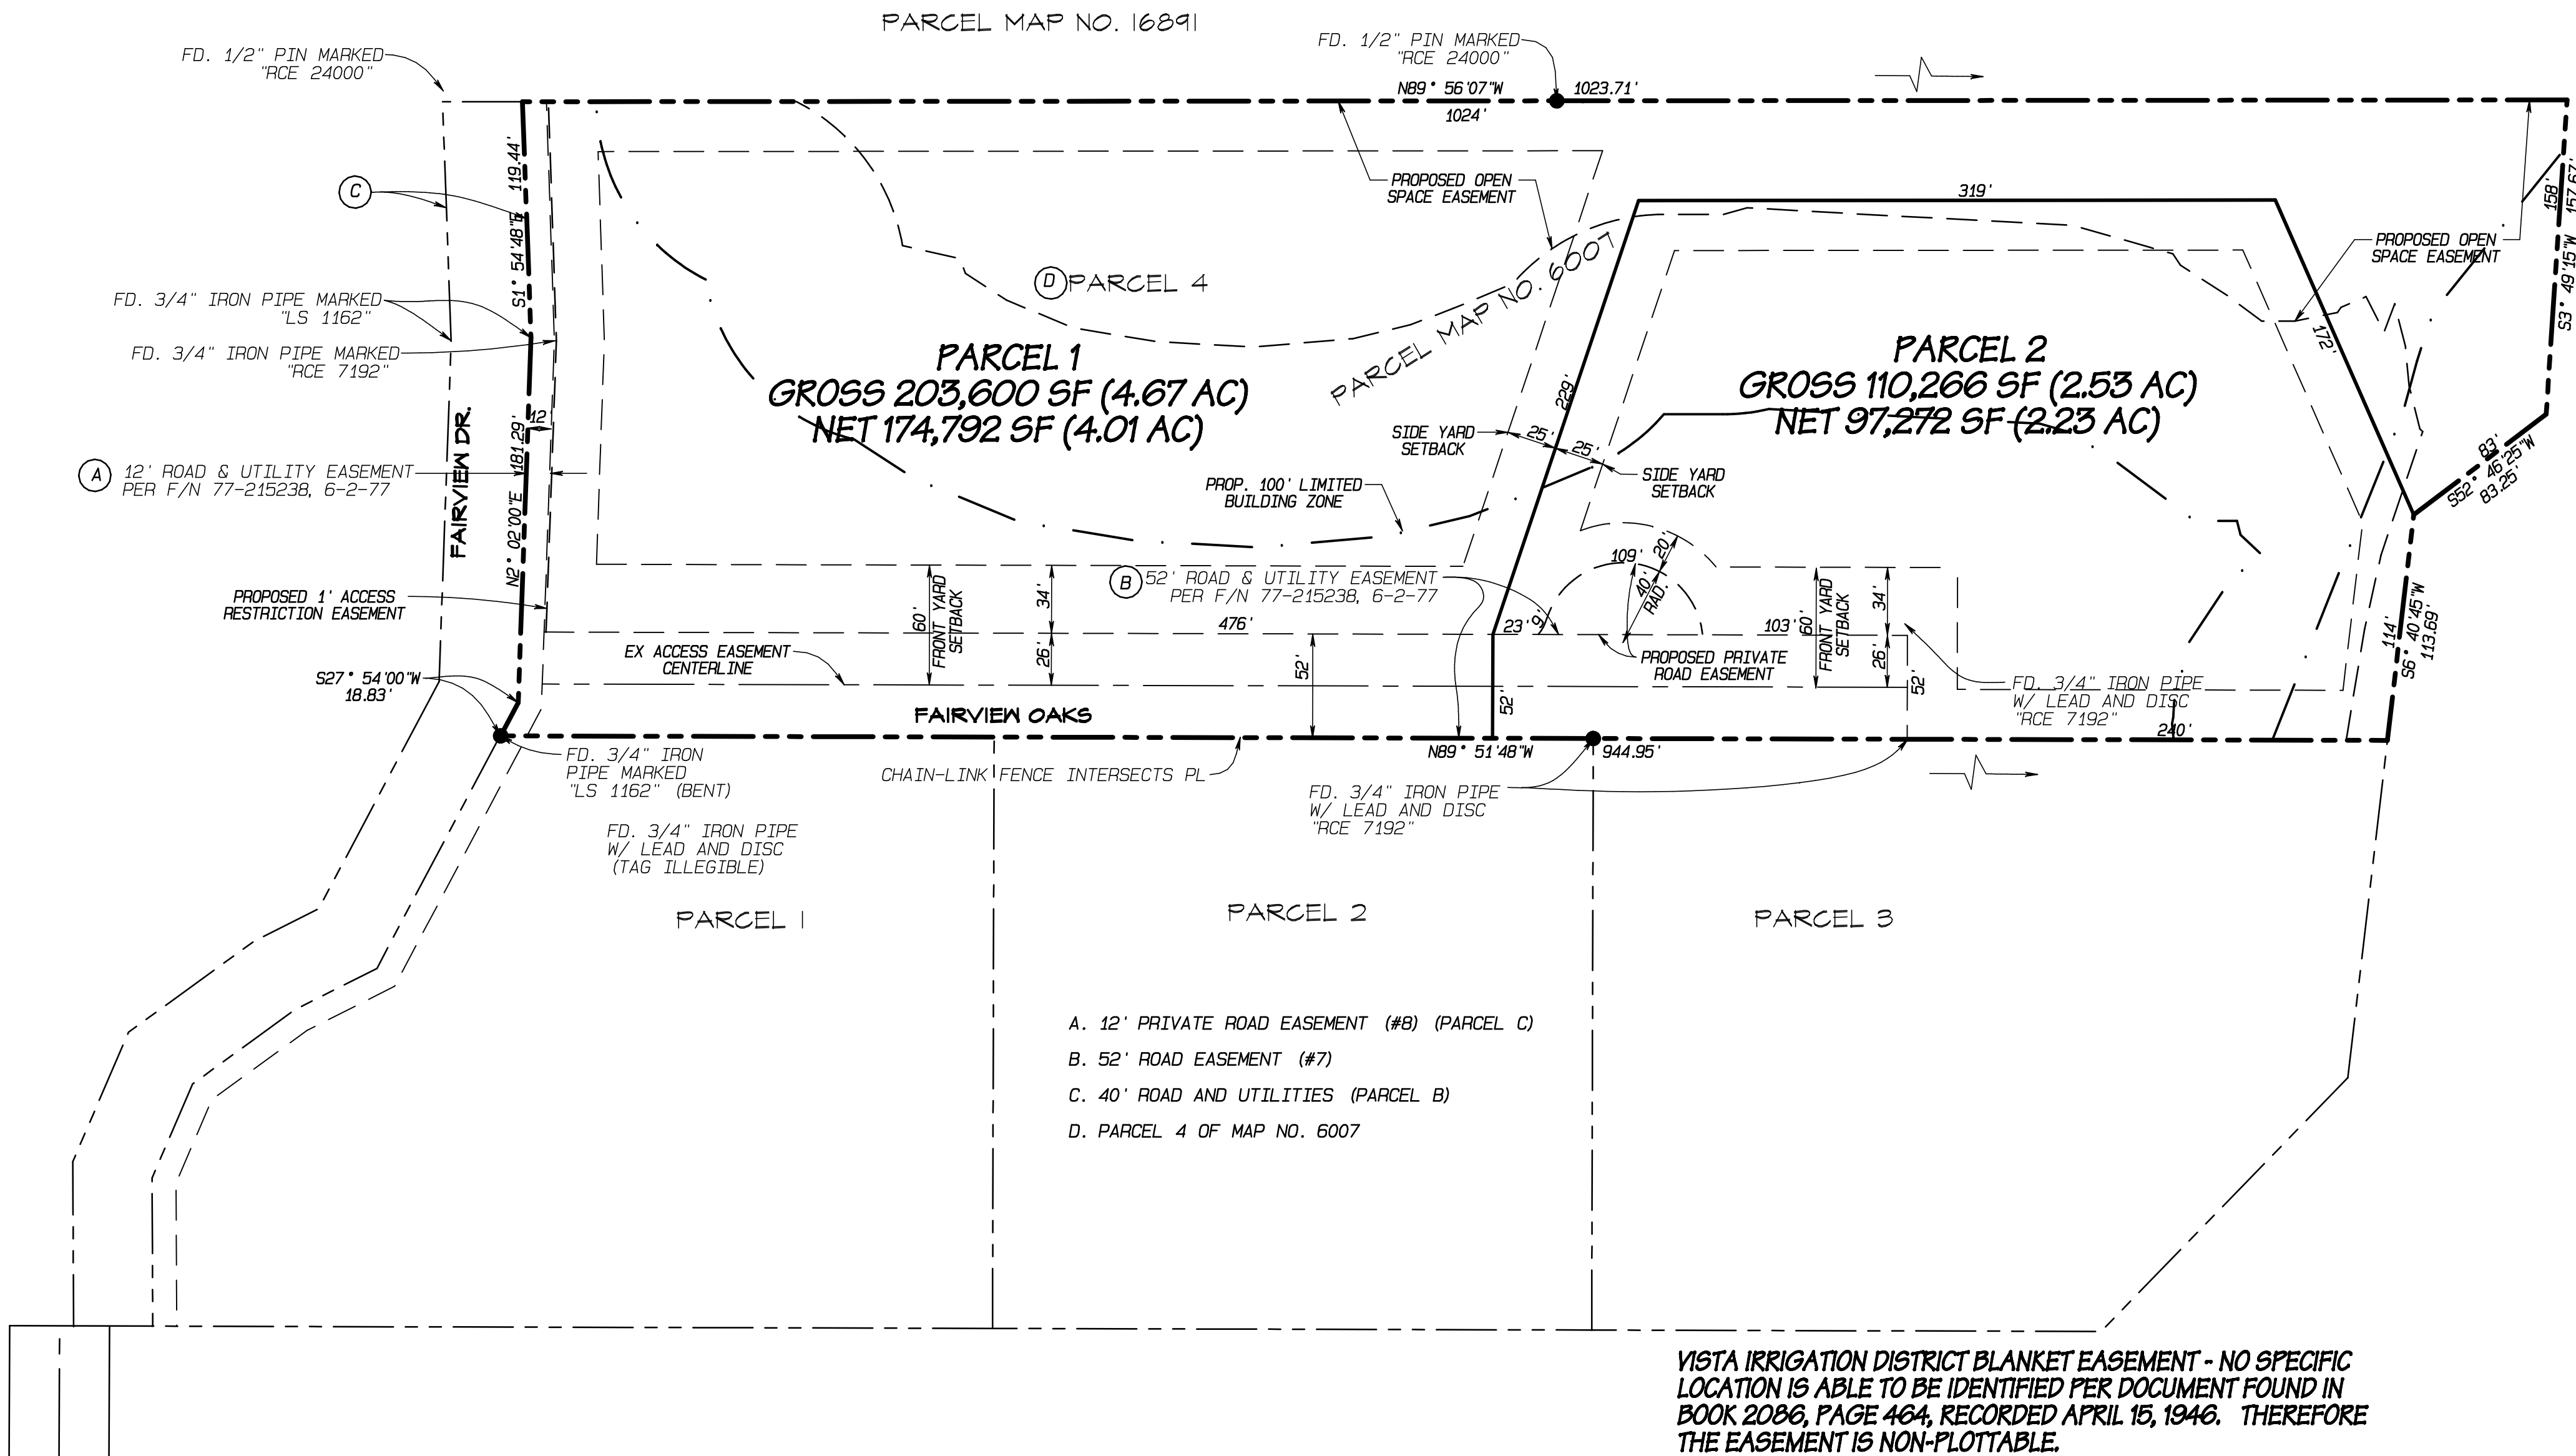 PARCEL MAP NO. 16891
FD. 1/2" PIN MARKED
"RCE 24000"
FD. 1/2" PIN MARKED
"RCE 24000"
N89° 56'07"W
1023.71'
1024'
119.44'
S1° 54'48"E
C
PROPOSED OPEN
SPACE EASEMENT
319'
158'
157.67'
S3° 49'15"W
PROPOSED OPEN
SPACE EASEMENT
D
PARCEL 4
PARCEL MAP NO. 6007
FD. 3/4" IRON PIPE MARKED
"LS 1162"
FD. 3/4" IRON PIPE MARKED
"RCE 7192"
PARCEL 1
GROSS 203,600 SF (4.67 AC)
NET 174,792 SF (4.01 AC)
PARCEL 2
GROSS 110,266 SF (2.53 AC)
NET 97,272 SF (2.23 AC)
172'
229'
12'
181.29'
N2° 02'00"E
FAIRVIEW DR.
A
12' ROAD & UTILITY EASEMENT
PER F/N 77-215238, 6-2-77
SIDE YARD
SETBACK
25'
25'
SIDE YARD
SETBACK
83'
S52° 46'25"W
83.25'
PROP. 100' LIMITED
BUILDING ZONE
B
52' ROAD & UTILITY EASEMENT
PER F/N 77-215238, 6-2-77
109'
20'
40'
RAD.
PROPOSED 1' ACCESS
RESTRICTION EASEMENT
60'
FRONT YARD
SETBACK
34'
26'
476'
23'
9'
103'
60'
FRONT YARD
SETBACK
34'
26'
114'
S6° 40'45"W
113.69'
EX ACCESS EASEMENT
CENTERLINE
52'
52'
PROPOSED PRIVATE
ROAD EASEMENT
52'
S27° 54'00"W
18.83'
FAIRVIEW OAKS
FD. 3/4" IRON PIPE
W/ LEAD AND DISC
"RCE 7192"
240'
N89° 51'48"W
944.95'
FD. 3/4" IRON
PIPE MARKED
"LS 1162" (BENT)
CHAIN-LINK FENCE INTERSECTS PL
FD. 3/4" IRON PIPE
W/ LEAD AND DISC
"RCE 7192"
FD. 3/4" IRON PIPE
W/ LEAD AND DISC
(TAG ILLEGIBLE)
PARCEL 1
PARCEL 2
PARCEL 3
A. 12' PRIVATE ROAD EASEMENT (#8) (PARCEL C)
B. 52' ROAD EASEMENT (#7)
C. 40' ROAD AND UTILITIES (PARCEL B)
D. PARCEL 4 OF MAP NO. 6007
VISTA IRRIGATION DISTRICT BLANKET EASEMENT - NO SPECIFIC
LOCATION IS ABLE TO BE IDENTIFIED PER DOCUMENT FOUND IN
BOOK 2086, PAGE 464, RECORDED APRIL 15, 1946. THEREFORE
THE EASEMENT IS NON-PLOTTABLE.